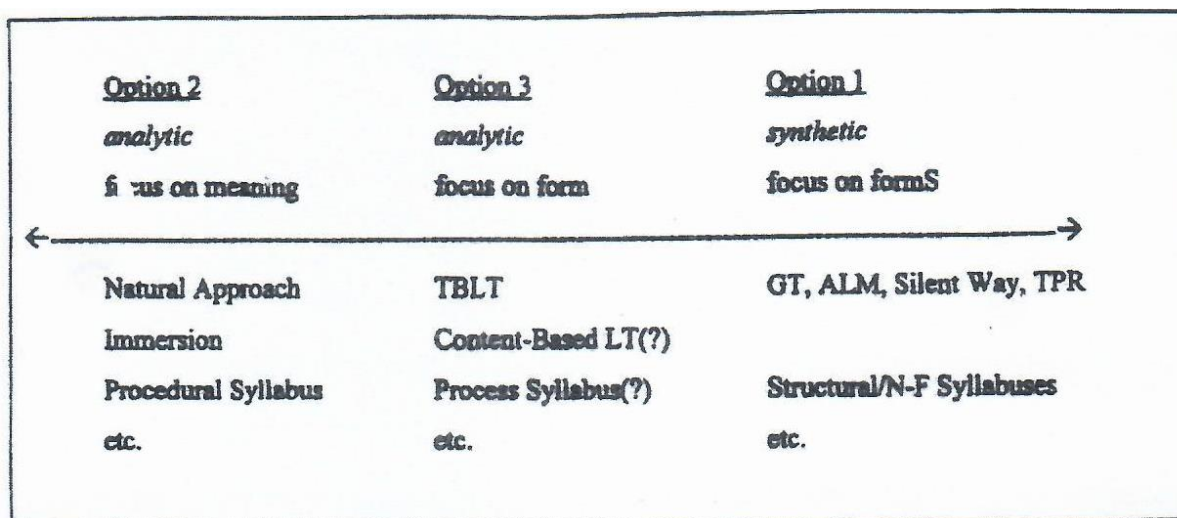 Option 2 Option 3 Option 1
analytic analytic synthetic
focus on meaning focus on form focus on formS
Natural Approach TBLT GT, ALM, Silent Way, TPR
Immersion Content-Based LT(?)
Procedural Syllabus Process Syllabus(?) Structural/N-F Syllabuses
etc. etc. etc.